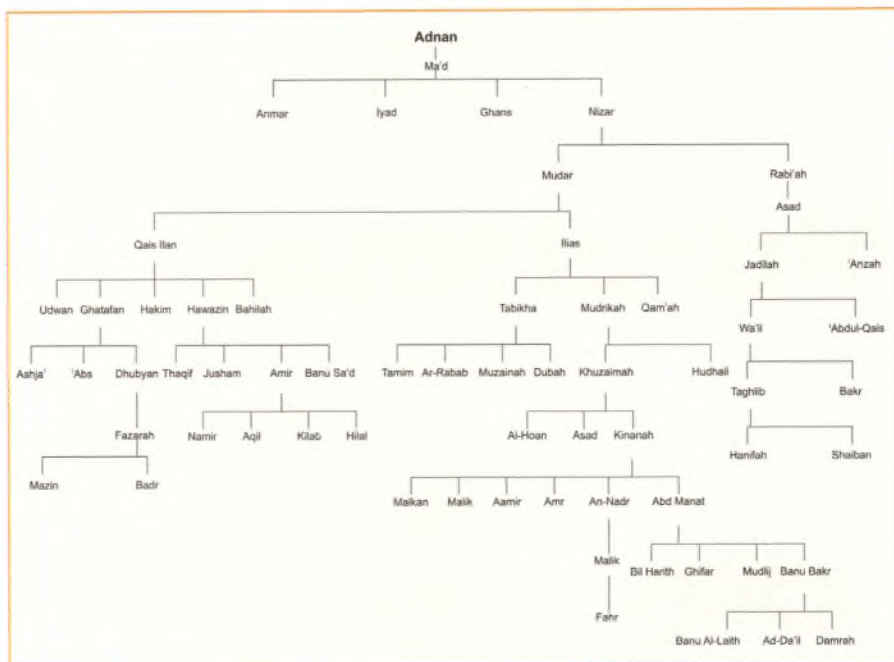 Adnan
Ma'd
Anmar Iyad Ghans Nizar
Mudar Rabi'ah
Asad
Qais Ilan Ilias
Jadilah 'Anzah
Udwan Ghatafan Hakim Hawazin Bahilah Tabikha Mudrikah Qam'ah
Wa'il 'Abdul-Qais
Ashja' 'Abs Dhubyan Thaqif Jusham Amir Banu Sa'd Tamim Ar-Rabab Muzainah Dubah Khuzaimah Hudhail
Taghlib Bakr
Fazarah Namir Aqil Kilab Hilal Al-Hoan Asad Kinanah
Hanifah Shaiban
Mazin Badr
Malkan Malik Aamir Amr An-Nadr Abd Manat
Malik
Bil Harith Ghifar Mudlij Banu Bakr
Fahr
Banu Al-Laith Ad-Da'il Damrah